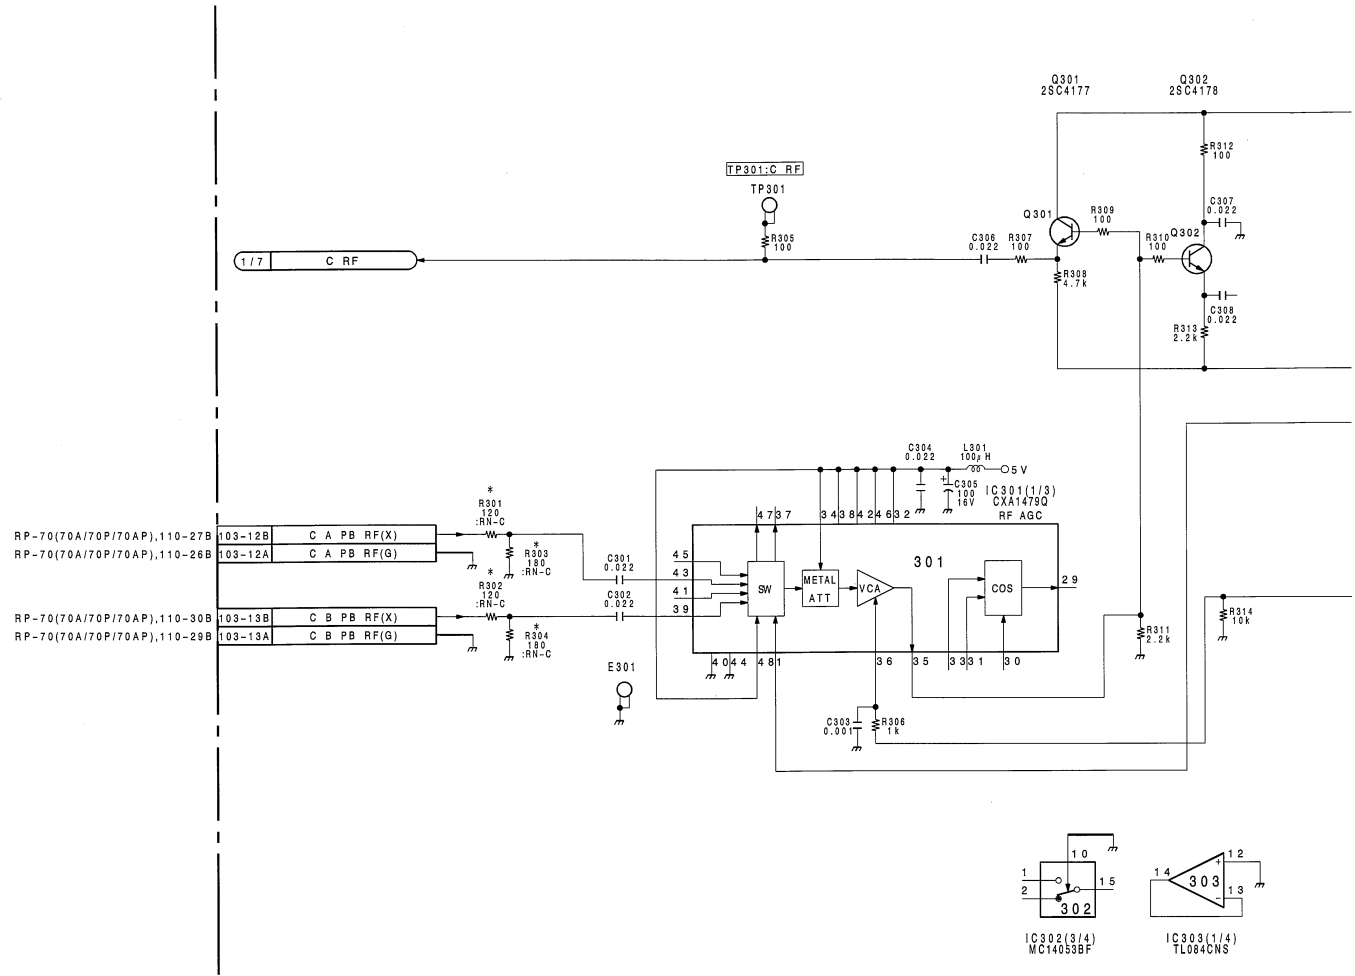 Q301
2SC4177
Q302
2SC4178
R312
100
TP301:C RF
TP301
R305
100
C306
0.022
R307
100
Q301
R309
100
R310
100
Q302
C307
0.022
R308
4.7k
C308
0.022
R313
2.2k
1/7
C RF
C304
0.022
L301
100μH
5V
C305
100
16V
+
IC301(1/3)
CXA1479Q
RF AGC
*
R301
120
:RN-C
47 37
34 38 42 46 32
RP-70(70A/70P/70AP),110-27B
103-12B
C A PB RF(X)
RP-70(70A/70P/70AP),110-26B
103-12A
C A PB RF(G)
*
R303
180
:RN-C
*
R302
120
:RN-C
C301
0.022
C302
0.022
45
43
41
39
SW
METAL
ATT
VCA
301
COS
29
RP-70(70A/70P/70AP),110-30B
103-13B
C B PB RF(X)
RP-70(70A/70P/70AP),110-29B
103-13A
C B PB RF(G)
*
R304
180
:RN-C
R314
10k
R311
2.2k
40 44 48 1
36 35 33 31 30
E301
C303
0.001
R306
1k
10
1
2
15
302
IC302(3/4)
MC14053BF
14
303
+
-
12
13
IC303(1/4)
TL084CNS